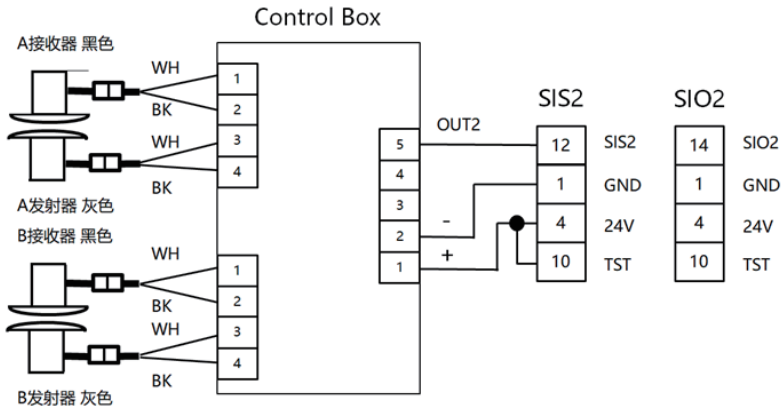 Control Box
A接收器 黑色
WH
BK
WH
BK
A发射器 灰色
B接收器 黑色
WH
BK
WH
BK
B发射器 灰色
1
2
3
4
1
2
3
4
5
4
3
2
1
OUT2
-
+
SIS2
12 SIS2
1 GND
4 24V
10 TST
SIO2
14 SIO2
1 GND
4 24V
10 TST